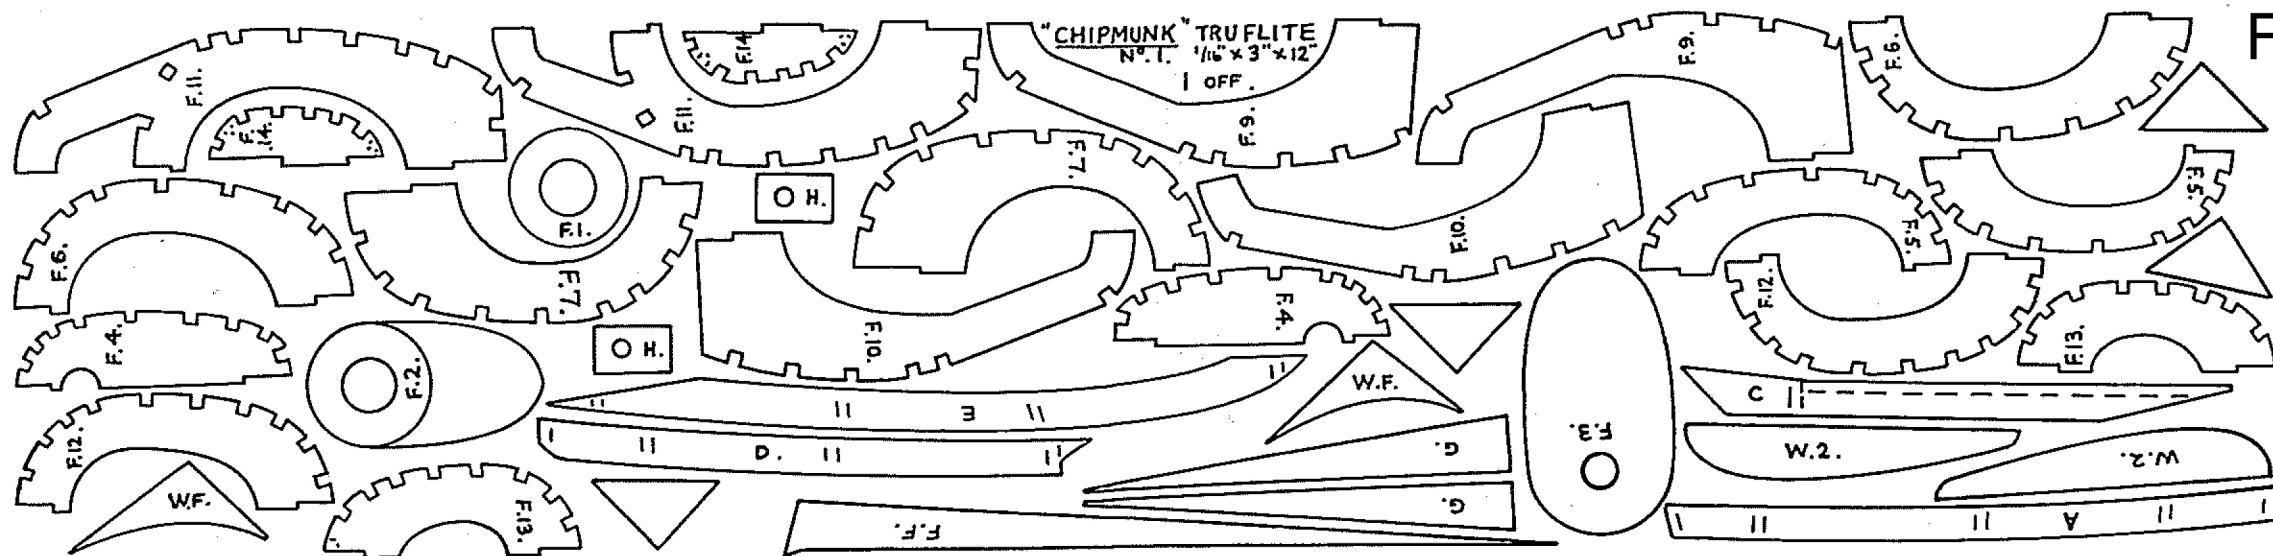 "CHIPMUNK" TRUFLITE
Nº. 1. 1/16" x 3" x 12"
1 OFF.
F.11.
F.14.
F.11.
F.14
F.9.
F.9.
F.6.
F
F.1.
H.
F.7.
F.10.
F.5.
F.5.
F.6.
F.7.
F.12.
F.4.
F.2.
H.
F.10.
F.4.
F.13.
W.F.
F.3.
C
E
F.12.
D.
G.
W.2.
W.2.
W.F.
F.13.
G.
A
F.F.